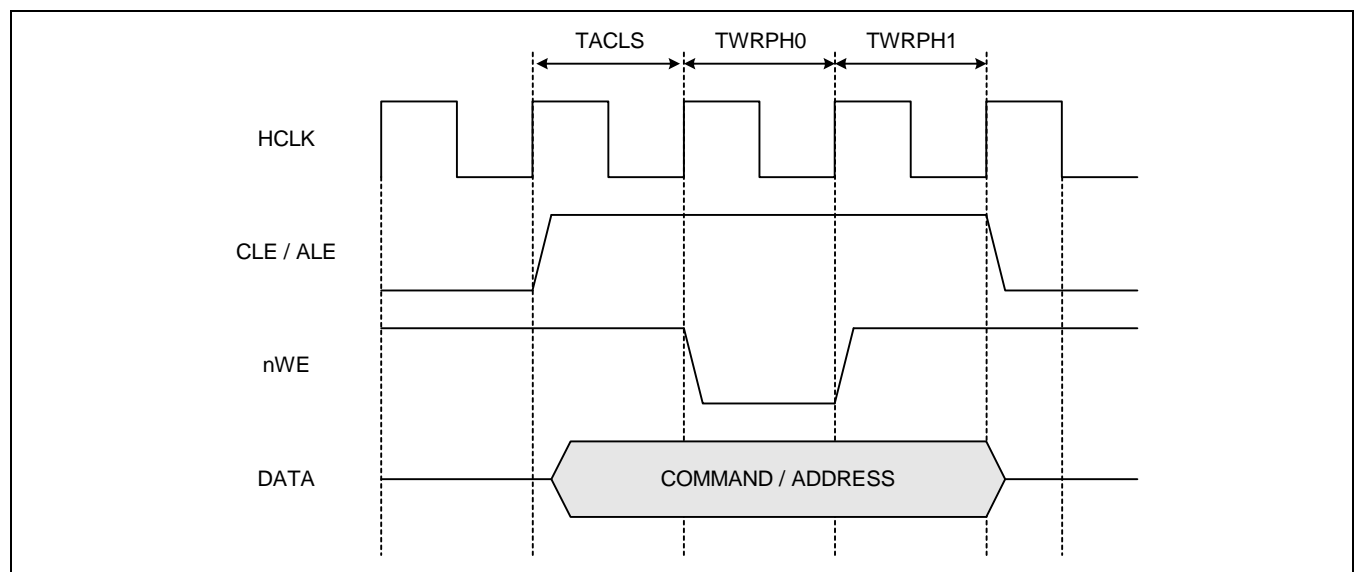 TACLS TWRPH0 TWRPH1
HCLK
CLE / ALE
nWE
DATA COMMAND / ADDRESS